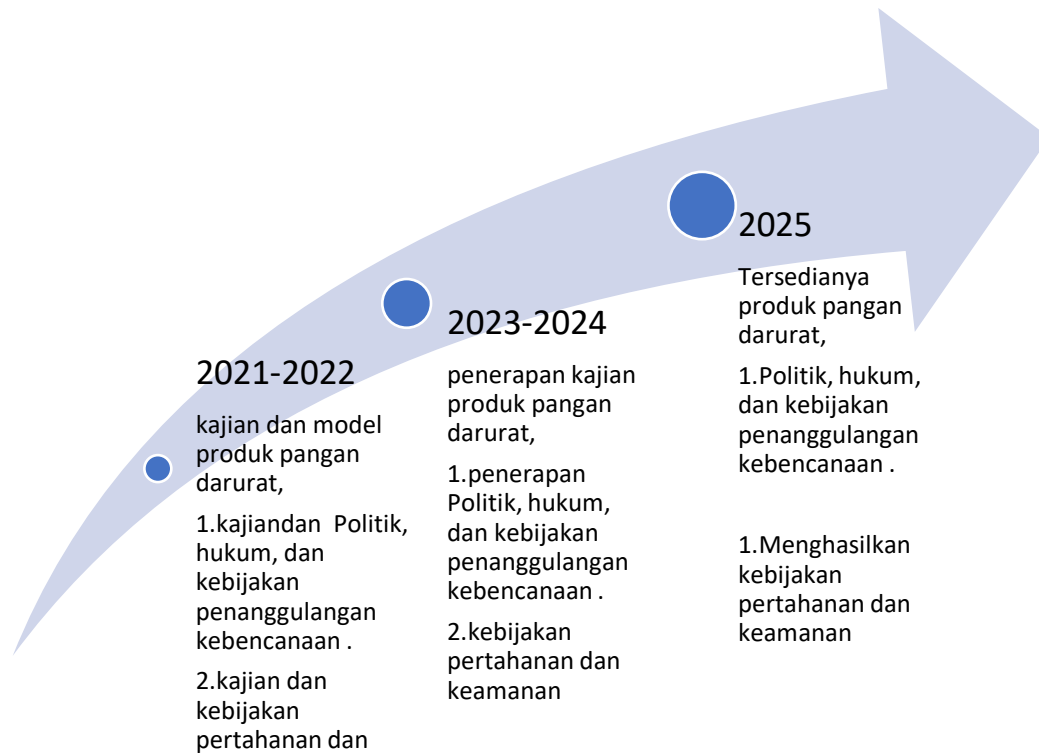 2021-2022
kajian dan model
produk pangan
darurat,
1.kajiandan Politik,
hukum, dan
kebijakan
penanggulangan
kebencanaan .
2.kajian dan
kebijakan
pertahanan dan
2023-2024
penerapan kajian
produk pangan
darurat,
1.penerapan
Politik, hukum,
dan kebijakan
penanggulangan
kebencanaan .
2.kebijakan
pertahanan dan
keamanan
2025
Tersedianya
produk pangan
darurat,
1.Politik, hukum,
dan kebijakan
penanggulangan
kebencanaan .
1.Menghasilkan
kebijakan
pertahanan dan
keamanan